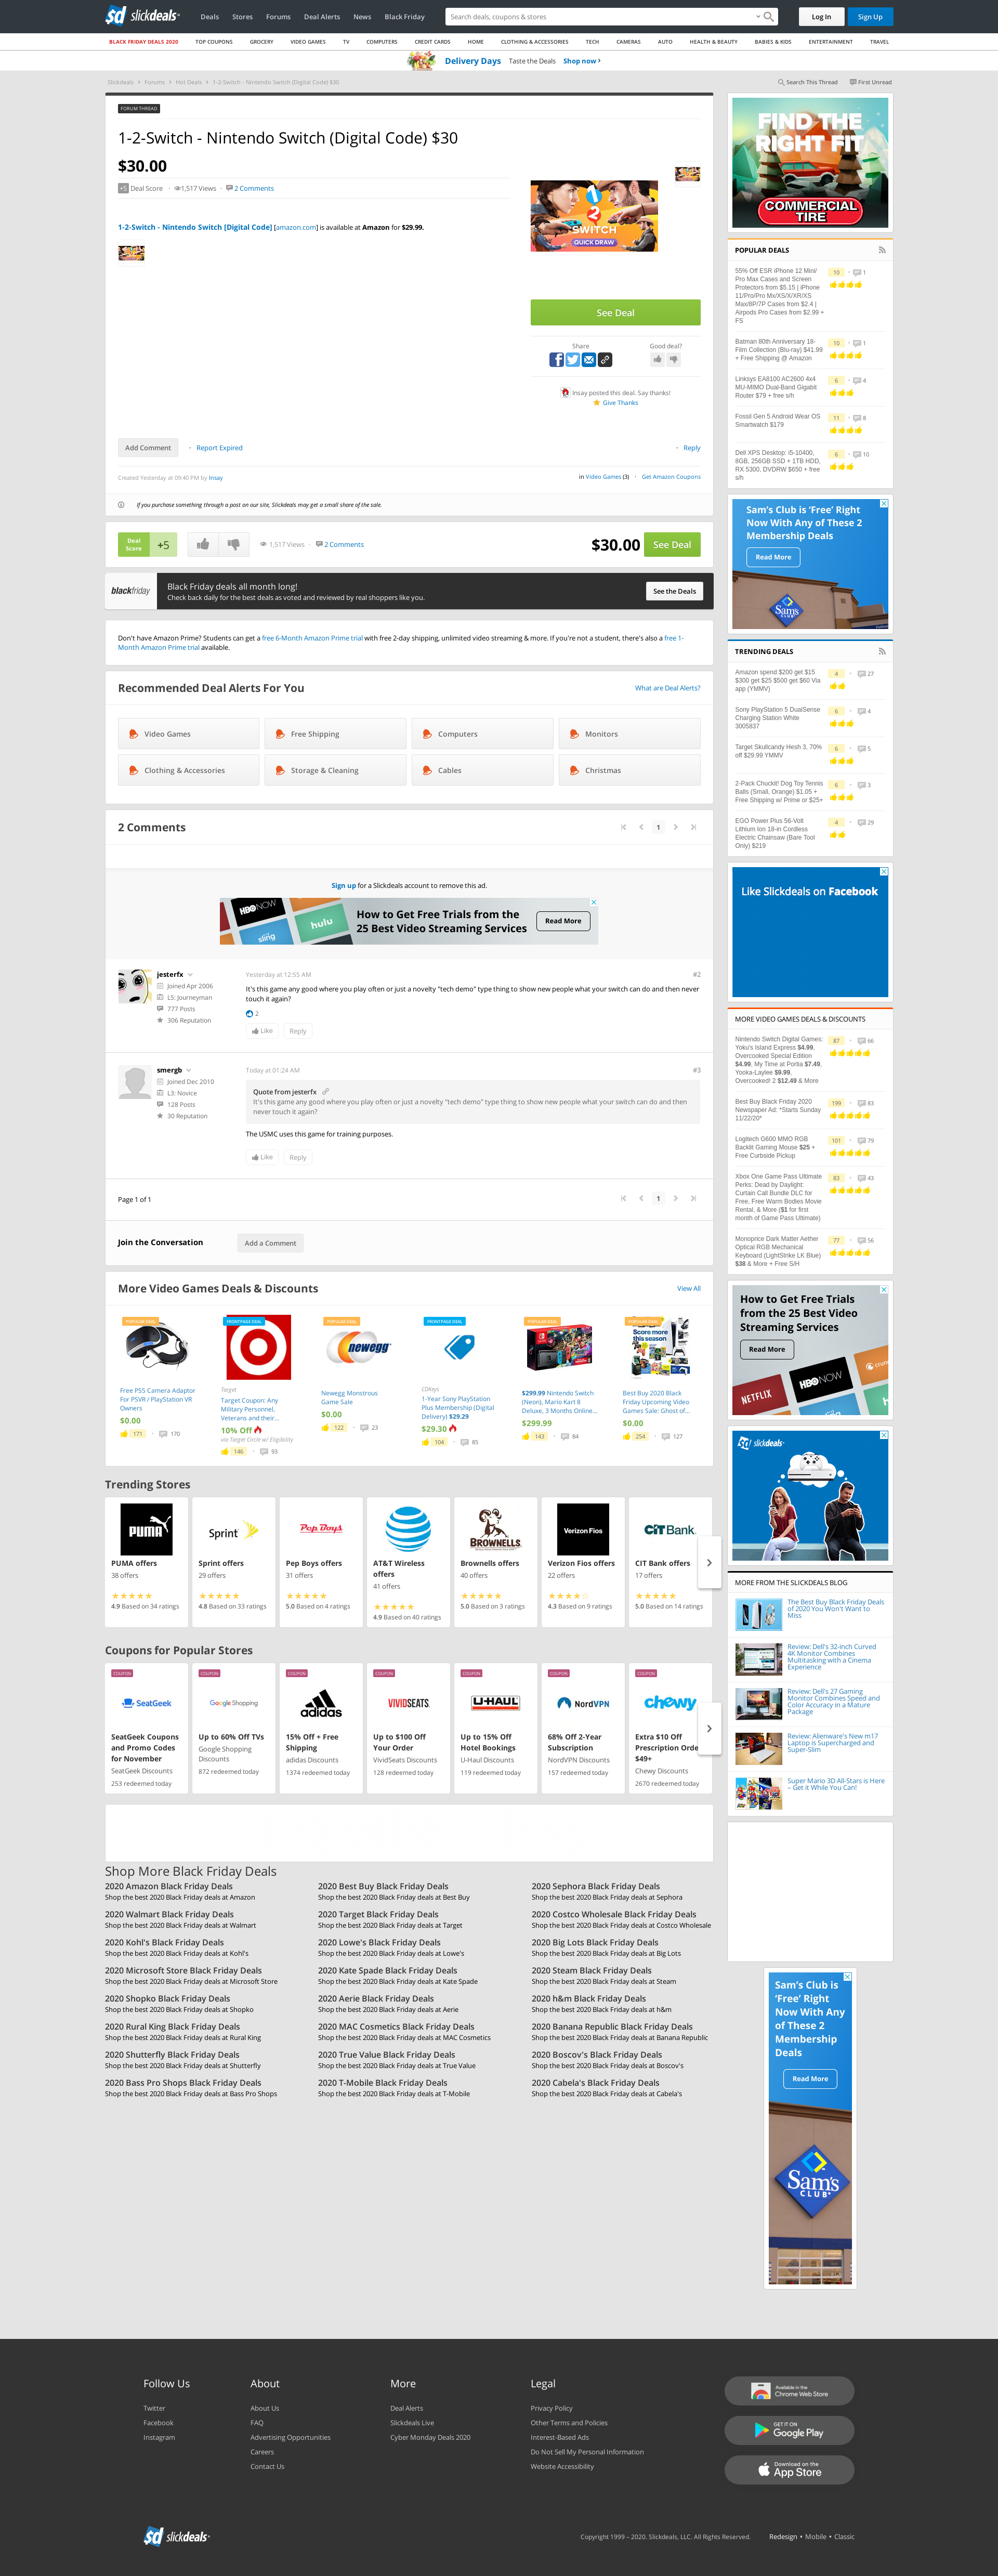 slickdeals
Deals
Stores
Forums
Deal Alerts
News
Black Friday
Search deals, coupons & stores
Log In
Sign Up
BLACK FRIDAY DEALS 2020
TOP COUPONS
GROCERY
VIDEO GAMES
TV
COMPUTERS
CREDIT CARDS
HOME
CLOTHING & ACCESSORIES
TECH
CAMERAS
AUTO
HEALTH & BEAUTY
BABIES & KIDS
ENTERTAINMENT
TRAVEL
Delivery Days Taste the Deals Shop now ›
Slickdeals › Forums › Hot Deals › 1-2-Switch - Nintendo Switch (Digital Code) $30
Search This Thread
First Unread
FORUM THREAD
1-2-Switch - Nintendo Switch (Digital Code) $30
$30.00
+5 Deal Score
1,517 Views
2 Comments
1-2-Switch - Nintendo Switch [Digital Code] [amazon.com] is available at Amazon for $29.99.
1 2
SWITCH
QUICK DRAW
See Deal
Share
Good deal?
Insay posted this deal. Say thanks!
Give Thanks
Add Comment
Report Expired
Reply
Created Yesterday at 09:40 PM by Insay
in Video Games (3)
Get Amazon Coupons
If you purchase something through a post on our site, Slickdeals may get a small share of the sale.
Deal
Score
+5
1,517 Views
2 Comments
$30.00
See Deal
blackfriday
Black Friday deals all month long!
Check back daily for the best deals as voted and reviewed by real shoppers like you.
See the Deals
Don't have Amazon Prime? Students can get a free 6-Month Amazon Prime trial with free 2-day shipping, unlimited video streaming & more. If you're not a student, there's also a free 1-
Month Amazon Prime trial available.
Recommended Deal Alerts For You
What are Deal Alerts?
Video Games
Free Shipping
Computers
Monitors
Clothing & Accessories
Storage & Cleaning
Cables
Christmas
2 Comments
1
Sign up for a Slickdeals account to remove this ad.
HBO NOW
sling
hulu
How to Get Free Trials from the
25 Best Video Streaming Services
Read More
jesterfx
Joined Apr 2006
L5: Journeyman
777 Posts
306 Reputation
Yesterday at 12:55 AM
#2
It's this game any good where you play often or just a novelty "tech demo" type thing to show new people what your switch can do and then never
touch it again?
2
Like
Reply
smergb
Joined Dec 2010
L3: Novice
128 Posts
30 Reputation
Today at 01:24 AM
#3
Quote from jesterfx
It's this game any good where you play often or just a novelty "tech demo" type thing to show new people what your switch can do and then
never touch it again?
The USMC uses this game for training purposes.
Like
Reply
Page 1 of 1
1
Join the Conversation
Add a Comment
More Video Games Deals & Discounts
View All
POPULAR DEAL
Free PS5 Camera Adaptor
For PSVR / PlayStation VR
Owners
$0.00
171
170
FRONTPAGE DEAL
Target
Target Coupon: Any
Military Personnel,
Veterans and their...
10% Off
via Target Circle w/ Eligibility
146
93
POPULAR DEAL
newegg
Newegg Monstrous
Game Sale
$0.00
122
23
FRONTPAGE DEAL
CDKeys
1-Year Sony PlayStation
Plus Membership (Digital
Delivery) $29.29
$29.30
104
85
POPULAR DEAL
$299.99 Nintendo Switch
(Neon), Mario Kart 8
Deluxe, 3 Months Online...
$299.99
143
84
POPULAR DEAL
Score more
this season
Best Buy 2020 Black
Friday Upcoming Video
Games Sale: Ghost of...
$0.00
254
127
Trending Stores
PUMA
PUMA offers
38 offers
4.9 Based on 34 ratings
Sprint
Sprint offers
29 offers
4.8 Based on 33 ratings
Pep Boys
Pep Boys offers
31 offers
5.0 Based on 4 ratings
AT&T Wireless
offers
41 offers
4.9 Based on 40 ratings
BROWNELLS
Brownells offers
40 offers
5.0 Based on 3 ratings
Verizon Fios
Verizon Fios offers
22 offers
4.3 Based on 9 ratings
CIT Bank
CIT Bank offers
17 offers
5.0 Based on 14 ratings
Coupons for Popular Stores
COUPON
SeatGeek
SeatGeek Coupons
and Promo Codes
for November
SeatGeek Discounts
253 redeemed today
COUPON
Google Shopping
Up to 60% Off TVs
Google Shopping
Discounts
872 redeemed today
COUPON
adidas
15% Off + Free
Shipping
adidas Discounts
1374 redeemed today
COUPON
VIVIDSEATS.
Up to $100 Off
Your Order
VividSeats Discounts
128 redeemed today
COUPON
U-HAUL
Up to 15% Off
Hotel Bookings
U-Haul Discounts
119 redeemed today
COUPON
NordVPN
68% Off 2-Year
Subscription
NordVPN Discounts
157 redeemed today
COUPON
chewy
Extra $10 Off
Prescription Orde
$49+
Chewy Discounts
2670 redeemed today
Shop More Black Friday Deals
2020 Amazon Black Friday Deals
Shop the best 2020 Black Friday deals at Amazon
2020 Best Buy Black Friday Deals
Shop the best 2020 Black Friday deals at Best Buy
2020 Sephora Black Friday Deals
Shop the best 2020 Black Friday deals at Sephora
2020 Walmart Black Friday Deals
Shop the best 2020 Black Friday deals at Walmart
2020 Target Black Friday Deals
Shop the best 2020 Black Friday deals at Target
2020 Costco Wholesale Black Friday Deals
Shop the best 2020 Black Friday deals at Costco Wholesale
2020 Kohl's Black Friday Deals
Shop the best 2020 Black Friday deals at Kohl's
2020 Lowe's Black Friday Deals
Shop the best 2020 Black Friday deals at Lowe's
2020 Big Lots Black Friday Deals
Shop the best 2020 Black Friday deals at Big Lots
2020 Microsoft Store Black Friday Deals
Shop the best 2020 Black Friday deals at Microsoft Store
2020 Kate Spade Black Friday Deals
Shop the best 2020 Black Friday deals at Kate Spade
2020 Steam Black Friday Deals
Shop the best 2020 Black Friday deals at Steam
2020 Shopko Black Friday Deals
Shop the best 2020 Black Friday deals at Shopko
2020 Aerie Black Friday Deals
Shop the best 2020 Black Friday deals at Aerie
2020 h&m Black Friday Deals
Shop the best 2020 Black Friday deals at h&m
2020 Rural King Black Friday Deals
Shop the best 2020 Black Friday deals at Rural King
2020 MAC Cosmetics Black Friday Deals
Shop the best 2020 Black Friday deals at MAC Cosmetics
2020 Banana Republic Black Friday Deals
Shop the best 2020 Black Friday deals at Banana Republic
2020 Shutterfly Black Friday Deals
Shop the best 2020 Black Friday deals at Shutterfly
2020 True Value Black Friday Deals
Shop the best 2020 Black Friday deals at True Value
2020 Boscov's Black Friday Deals
Shop the best 2020 Black Friday deals at Boscov's
2020 Bass Pro Shops Black Friday Deals
Shop the best 2020 Black Friday deals at Bass Pro Shops
2020 T-Mobile Black Friday Deals
Shop the best 2020 Black Friday deals at T-Mobile
2020 Cabela's Black Friday Deals
Shop the best 2020 Black Friday deals at Cabela's
FIND THE
RIGHT FIT
COMMERCIAL
TIRE
POPULAR DEALS
55% Off ESR iPhone 12 Mini/
Pro Max Cases and Screen
Protectors from $5.15 | iPhone
11/Pro/Pro Mx/XS/X/XR/XS
Max/8P/7P Cases from $2.4 |
Airpods Pro Cases from $2.99 +
FS
10
1
Batman 80th Anniversary 18-
Film Collection (Blu-ray) $41.99
+ Free Shipping @ Amazon
10
1
Linksys EA8100 AC2600 4x4
MU-MIMO Dual-Band Gigabit
Router $79 + free s/h
6
4
Fossil Gen 5 Android Wear OS
Smartwatch $179
11
8
Dell XPS Desktop: i5-10400,
8GB, 256GB SSD + 1TB HDD,
RX 5300, DVDRW $650 + free
s/h
6
10
Sam's Club is 'Free' Right
Now With Any of These 2
Membership Deals
Read More
Sam's
CLUB
TRENDING DEALS
Amazon spend $200 get $15
$300 get $25 $500 get $60 Via
app (YMMV)
4
27
Sony PlayStation 5 DualSense
Charging Station White
3005837
6
4
Target Skullcandy Hesh 3, 70%
off $29.99 YMMV
6
5
2-Pack Chuckit! Dog Toy Tennis
Balls (Small, Orange) $1.05 +
Free Shipping w/ Prime or $25+
6
3
EGO Power Plus 56-Volt
Lithium Ion 18-in Cordless
Electric Chainsaw (Bare Tool
Only) $219
4
29
Like Slickdeals on Facebook
MORE VIDEO GAMES DEALS & DISCOUNTS
Nintendo Switch Digital Games:
Yoku's Island Express $4.99,
Overcooked Special Edition
$4.99, My Time at Portia $7.49,
Yooka-Laylee $9.99,
Overcooked! 2 $12.49 & More
87
66
Best Buy Black Friday 2020
Newspaper Ad: *Starts Sunday
11/22/20*
199
83
Logitech G600 MMO RGB
Backlit Gaming Mouse $25 +
Free Curbside Pickup
101
79
Xbox One Game Pass Ultimate
Perks: Dead by Daylight:
Curtain Call Bundle DLC for
Free, Free Warm Bodies Movie
Rental, & More ($1 for first
month of Game Pass Ultimate)
83
43
Monoprice Dark Matter Aether
Optical RGB Mechanical
Keyboard (LightStrike LK Blue)
$38 & More + Free S/H
77
56
How to Get Free Trials
from the 25 Best Video
Streaming Services
Read More
NETFLIX
HBO NOW
crunchyroll
slickdeals
MORE FROM THE SLICKDEALS BLOG
The Best Buy Black Friday Deals
of 2020 You Won't Want to
Miss
Review: Dell's 32-inch Curved
4K Monitor Combines
Multitasking with a Cinema
Experience
Review: Dell's 27 Gaming
Monitor Combines Speed and
Color Accuracy in a Mature
Package
Review: Alienware's New m17
Laptop is Supercharged and
Super-Slim
Super Mario 3D All-Stars is Here
– Get it While You Can!
Sam's Club is
'Free' Right
Now With Any
of These 2
Membership
Deals
Read More
Sam's
CLUB
Follow Us
Twitter
Facebook
Instagram
About
About Us
FAQ
Advertising Opportunities
Careers
Contact Us
More
Deal Alerts
Slickdeals Live
Cyber Monday Deals 2020
Legal
Privacy Policy
Other Terms and Policies
Interest-Based Ads
Do Not Sell My Personal Information
Website Accessibility
Available in the
Chrome Web Store
GET IT ON
Google Play
Download on the
App Store
slickdeals
Copyright 1999 – 2020. Slickdeals, LLC. All Rights Reserved.
Redesign • Mobile • Classic